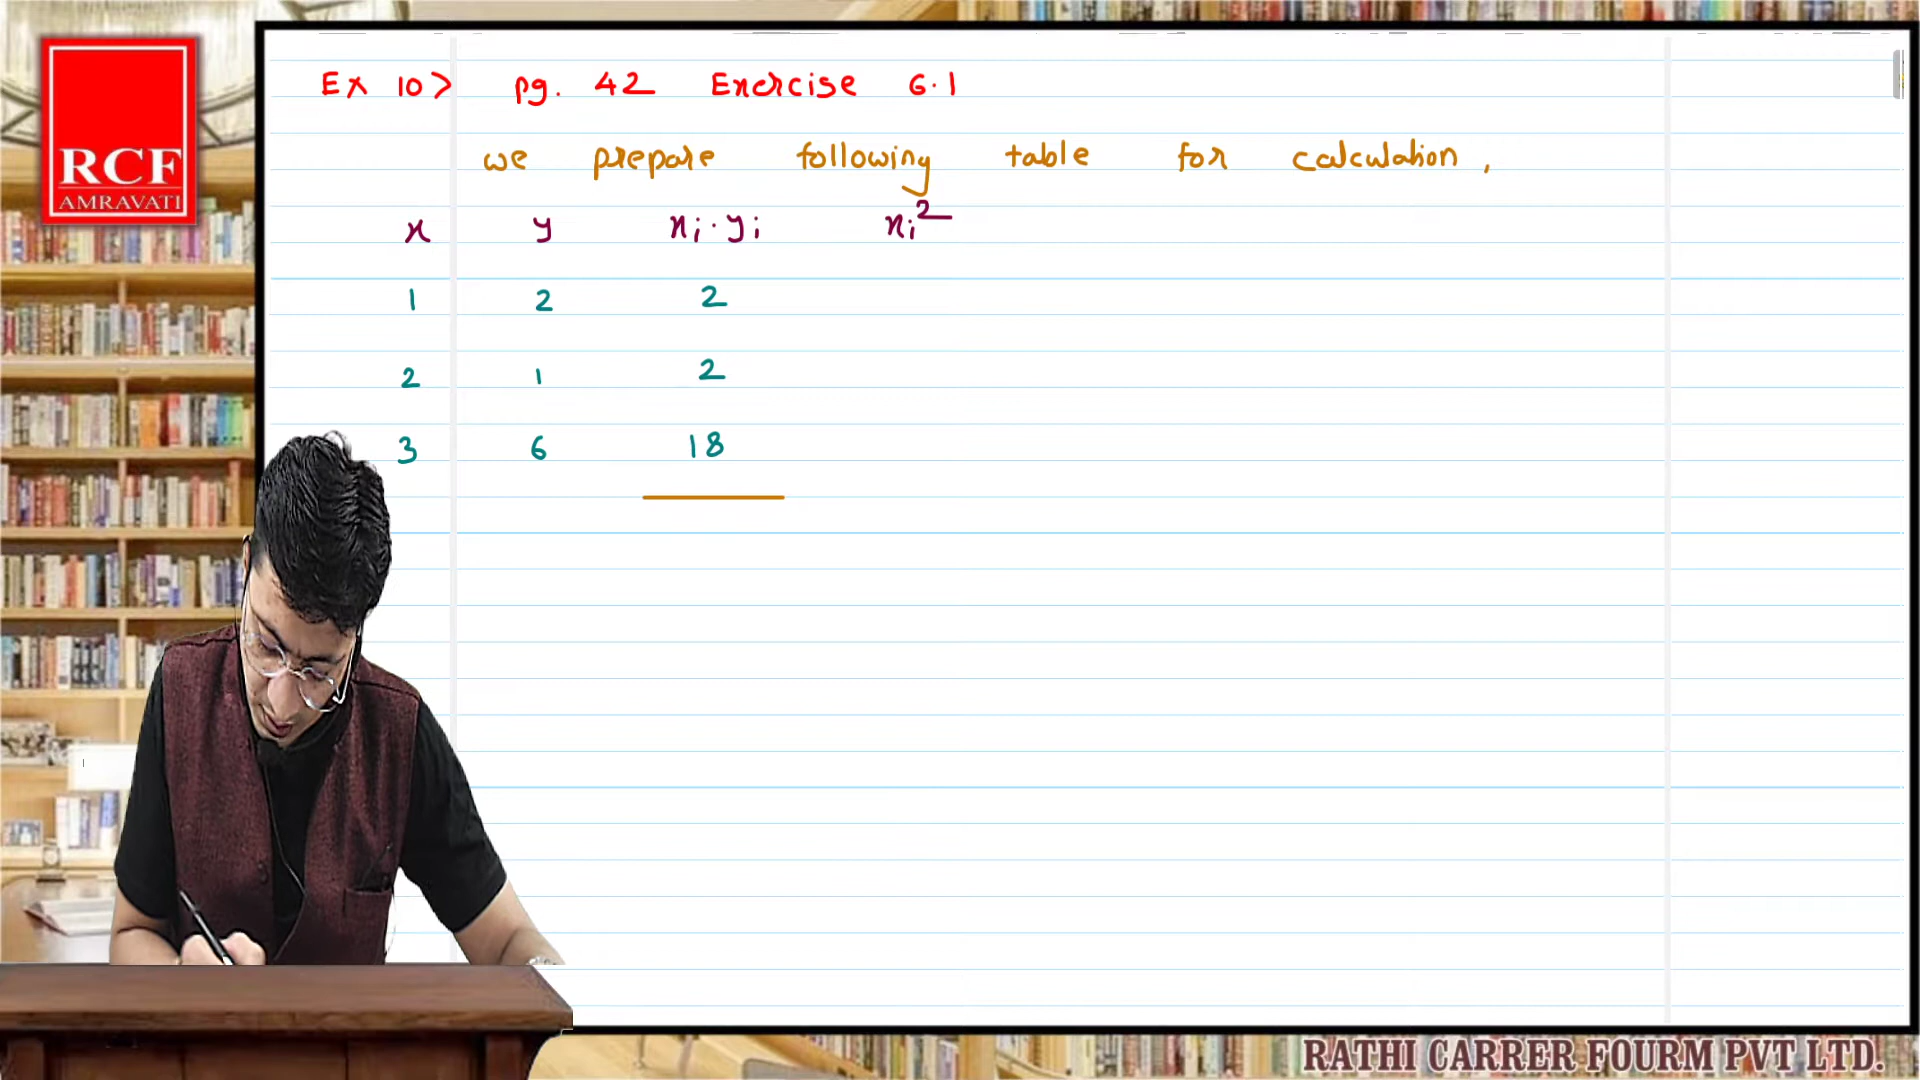 RCF
AMRAVATI
Ex 10> pg. 42 Exercise 6.1
we prepare following table for calculation,
x y xi·yi xi²
1 2 2
2 1 2
3 6 18
RATHI CARRER FOURM PVT LTD.